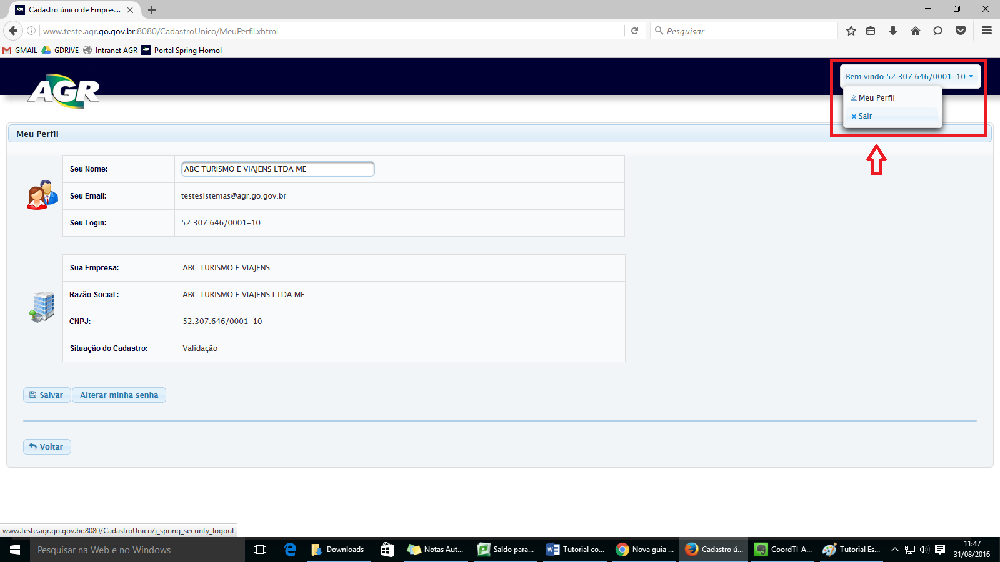 Cadastro único de Empres...
www.teste.agr.go.gov.br:8080/CadastroUnico/MeuPerfil.xhtml
Pesquisar
GMAIL GDRIVE Intranet AGR Portal Spring Homol
AGR
Bem vindo 52.307.646/0001-10
Meu Perfil
Sair
Meu Perfil
Seu Nome: ABC TURISMO E VIAJENS LTDA ME
Seu Email: testesistemas@agr.go.gov.br
Seu Login: 52.307.646/0001-10
Sua Empresa: ABC TURISMO E VIAJENS
Razão Social : ABC TURISMO E VIAJENS LTDA ME
CNPJ: 52.307.646/0001-10
Situação do Cadastro: Validação
Salvar Alterar minha senha
Voltar
www.teste.agr.go.gov.br:8080/CadastroUnico/j_spring_security_logout
Pesquisar na Web e no Windows Downloads Notas Aut... Saldo para... Tutorial co... Nova guia ... Cadastro ú... CoordTI_A... Tutorial Es... 11:47
31/08/2016